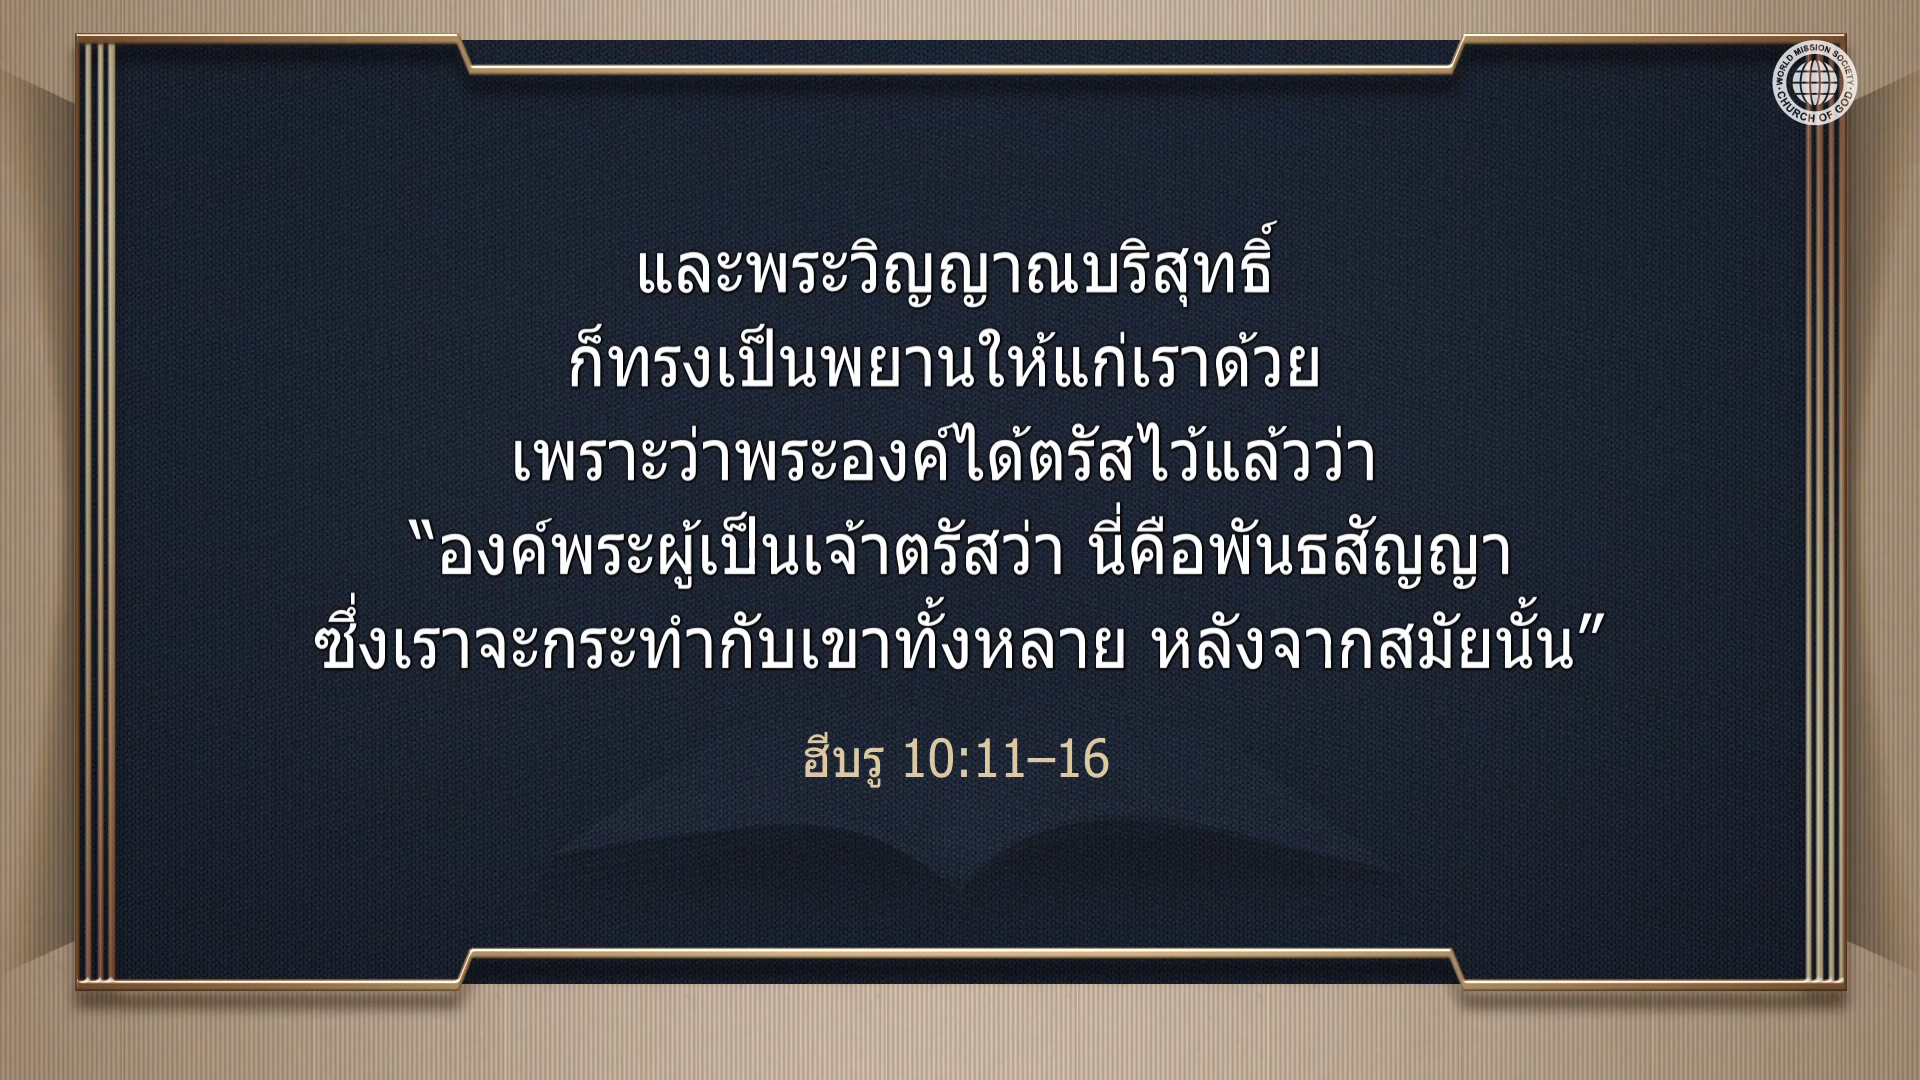 WORLD MISSION SOCIETY
CHURCH OF GOD
และพระวิญญาณบริสุทธิ์
ก็ทรงเป็นพยานให้แก่เราด้วย
เพราะว่าพระองค์ได้ตรัสไว้แล้วว่า
“องค์พระผู้เป็นเจ้าตรัสว่า นี่คือพันธสัญญา
ซึ่งเราจะกระทำกับเขาทั้งหลาย หลังจากสมัยนั้น”
ฮีบรู 10:11–16